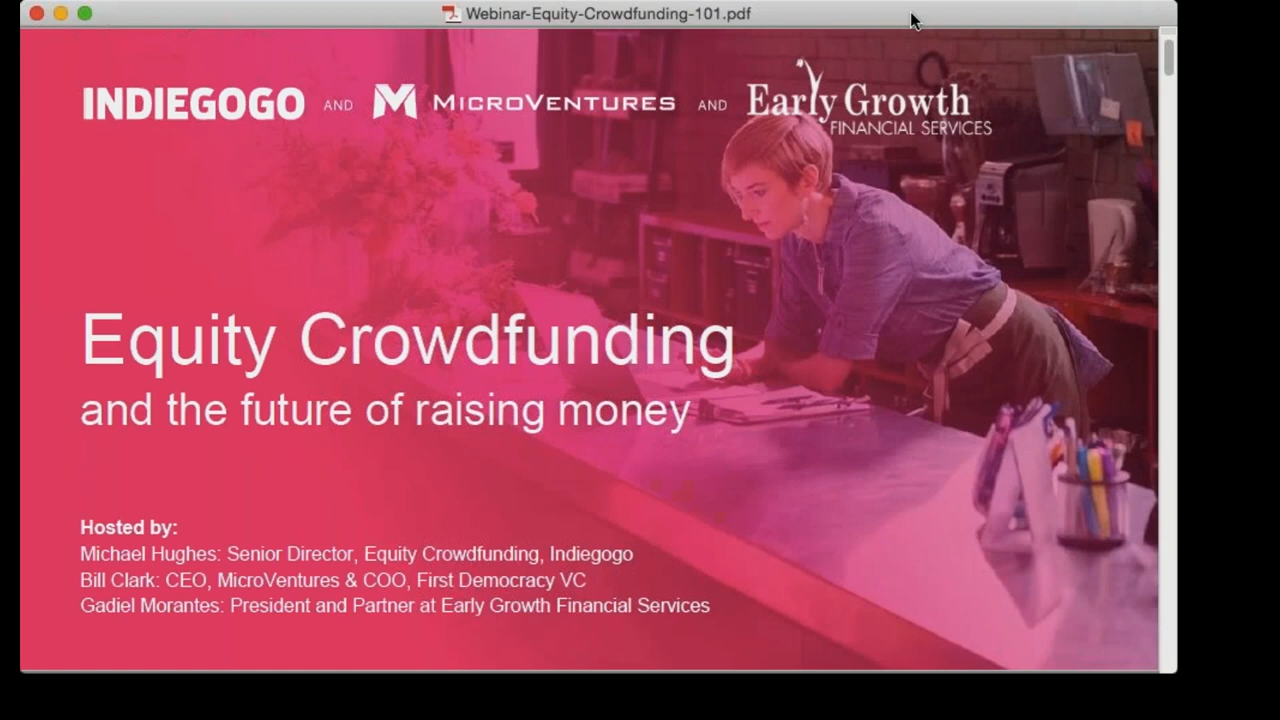 Webinar-Equity-Crowdfunding-101.pdf
INDIEGOGO AND MICROVENTURES AND Early Growth
FINANCIAL SERVICES
Equity Crowdfunding
and the future of raising money
Hosted by:
Michael Hughes: Senior Director, Equity Crowdfunding, Indiegogo
Bill Clark: CEO, MicroVentures & COO, First Democracy VC
Gadiel Morantes: President and Partner at Early Growth Financial Services